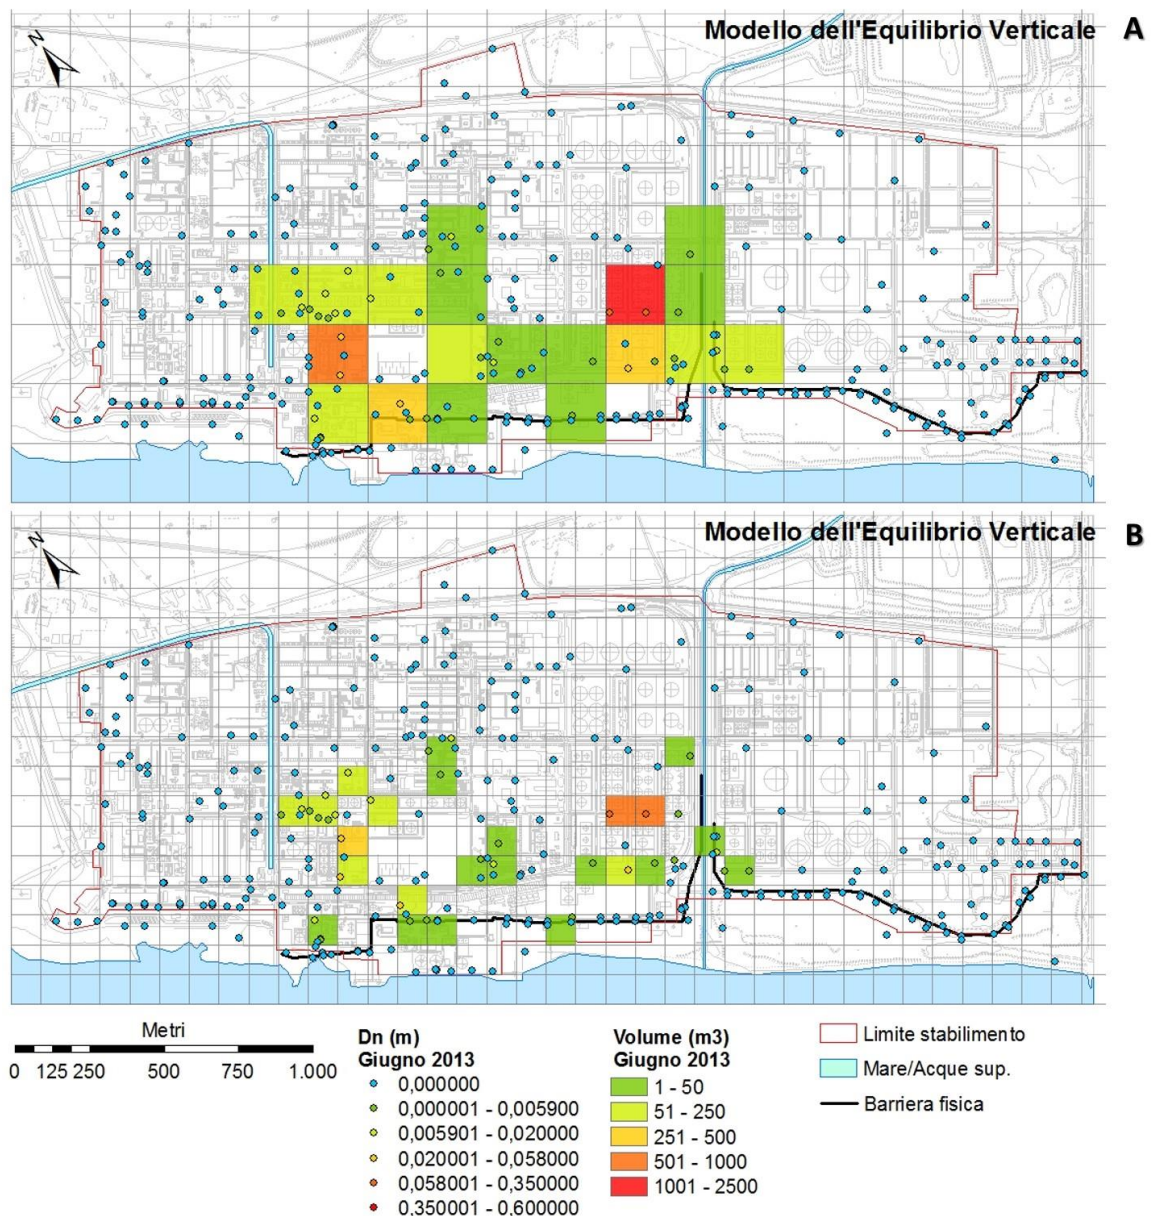 Modello dell'Equilibrio Verticale A
N
Modello dell'Equilibrio Verticale B
N
Metri
0 125 250 500 750 1.000
Dn (m)
Giugno 2013
0,000000
0,000001 - 0,005900
0,005901 - 0,020000
0,020001 - 0,058000
0,058001 - 0,350000
0,350001 - 0,600000
Volume (m3)
Giugno 2013
1 - 50
51 - 250
251 - 500
501 - 1000
1001 - 2500
Limite stabilimento
Mare/Acque sup.
Barriera fisica